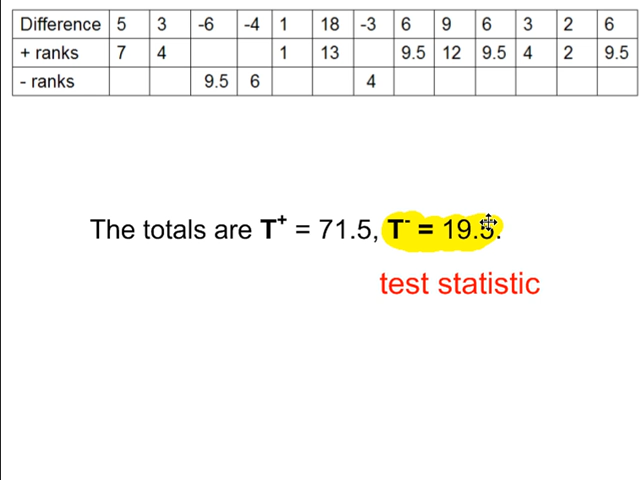 Difference 5 3 -6 -4 1 18 -3 6 9 6 3 2 6
+ ranks 7 4 1 13 9.5 12 9.5 4 2 9.5
- ranks 9.5 6 4
The totals are T+ = 71.5, T- = 19.5.
test statistic